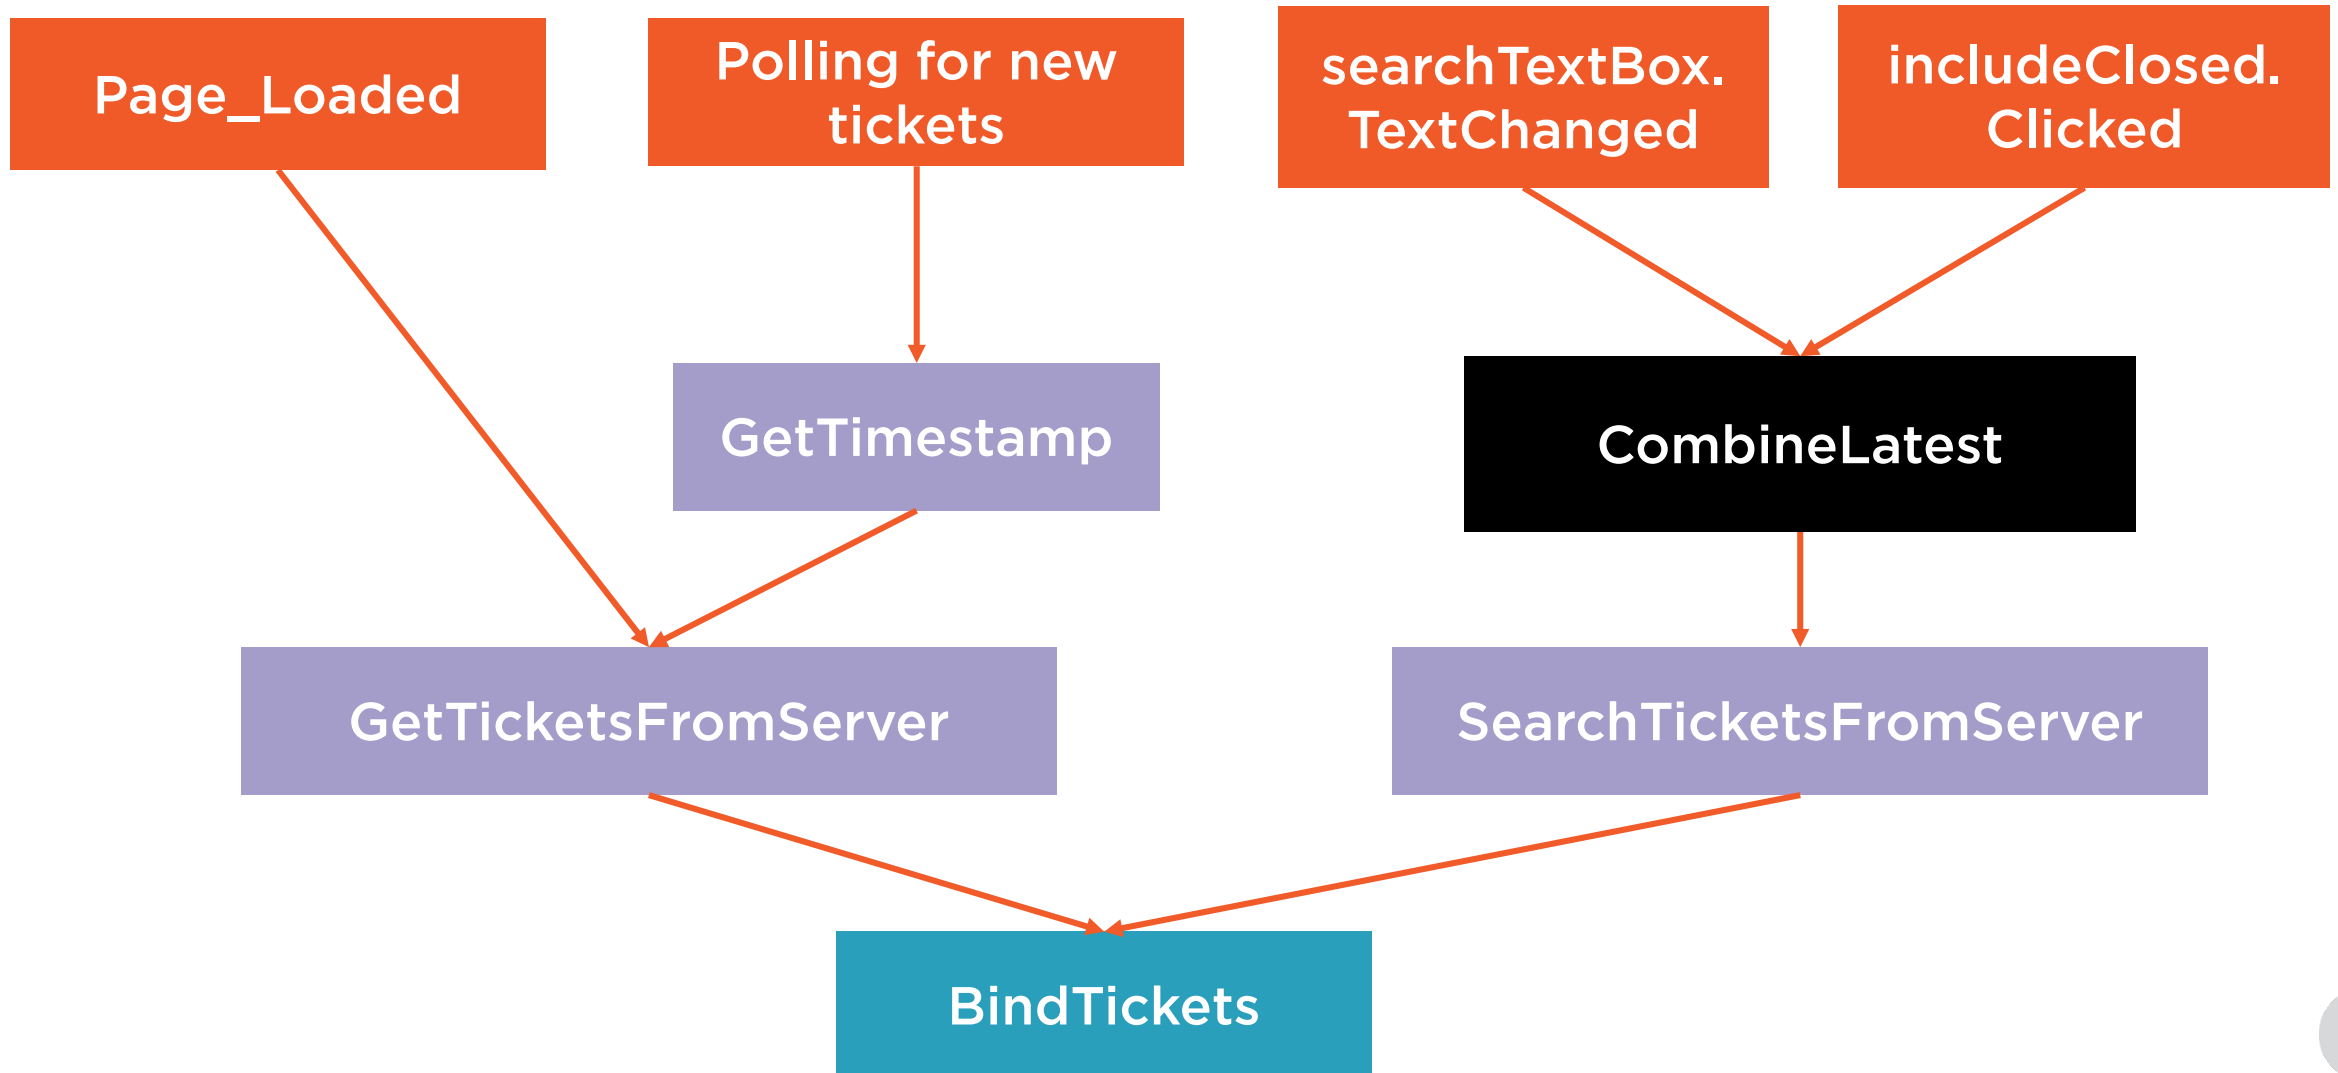 Page_Loaded
Polling for new
tickets
searchTextBox.
TextChanged
includeClosed.
Clicked
GetTimestamp
CombineLatest
GetTicketsFromServer
SearchTicketsFromServer
BindTickets